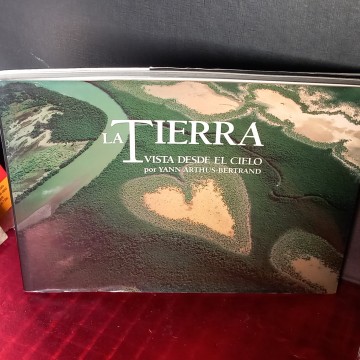 LA TIERRA
VISTA DESDE EL CIELO
por YANN ARTHUS-BERTRAND